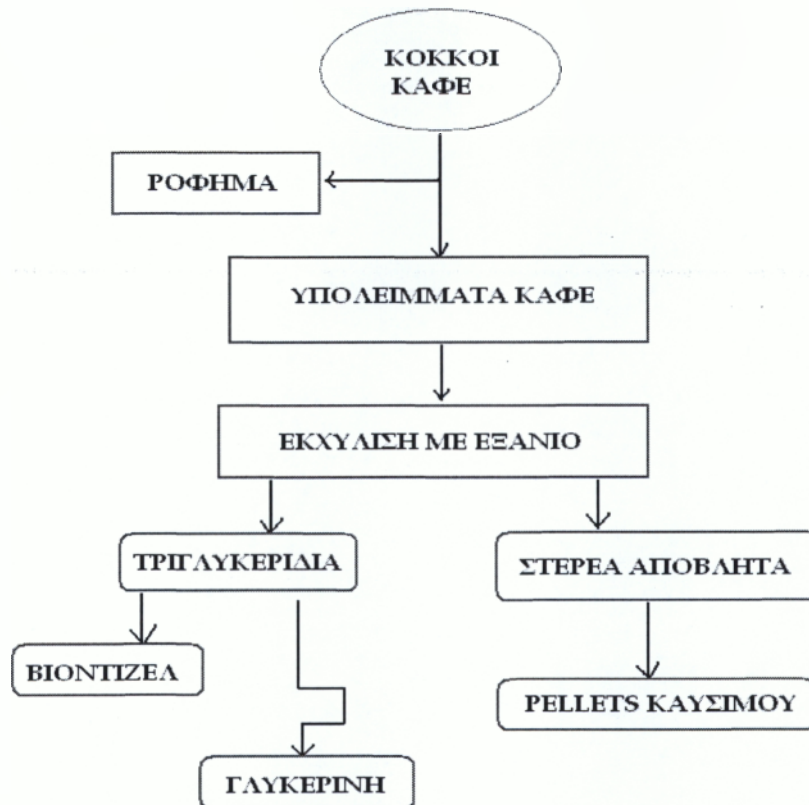 ΚΟΚΚΟΙ
ΚΑΦΕ
ΡΟΦΗΜΑ
ΥΠΟΛΕΙΜΜΑΤΑ ΚΑΦΕ
ΕΚΧΥΛΙΣΗ ΜΕ ΕΞΑΝΙΟ
ΤΡΙΓΛΥΚΕΡΙΔΙΑ
ΣΤΕΡΕΑ ΑΠΟΒΛΗΤΑ
ΒΙΟΝΤΙΖΕΛ
PELLETS ΚΑΥΣΙΜΟΥ
ΓΛΥΚΕΡΙΝΗ